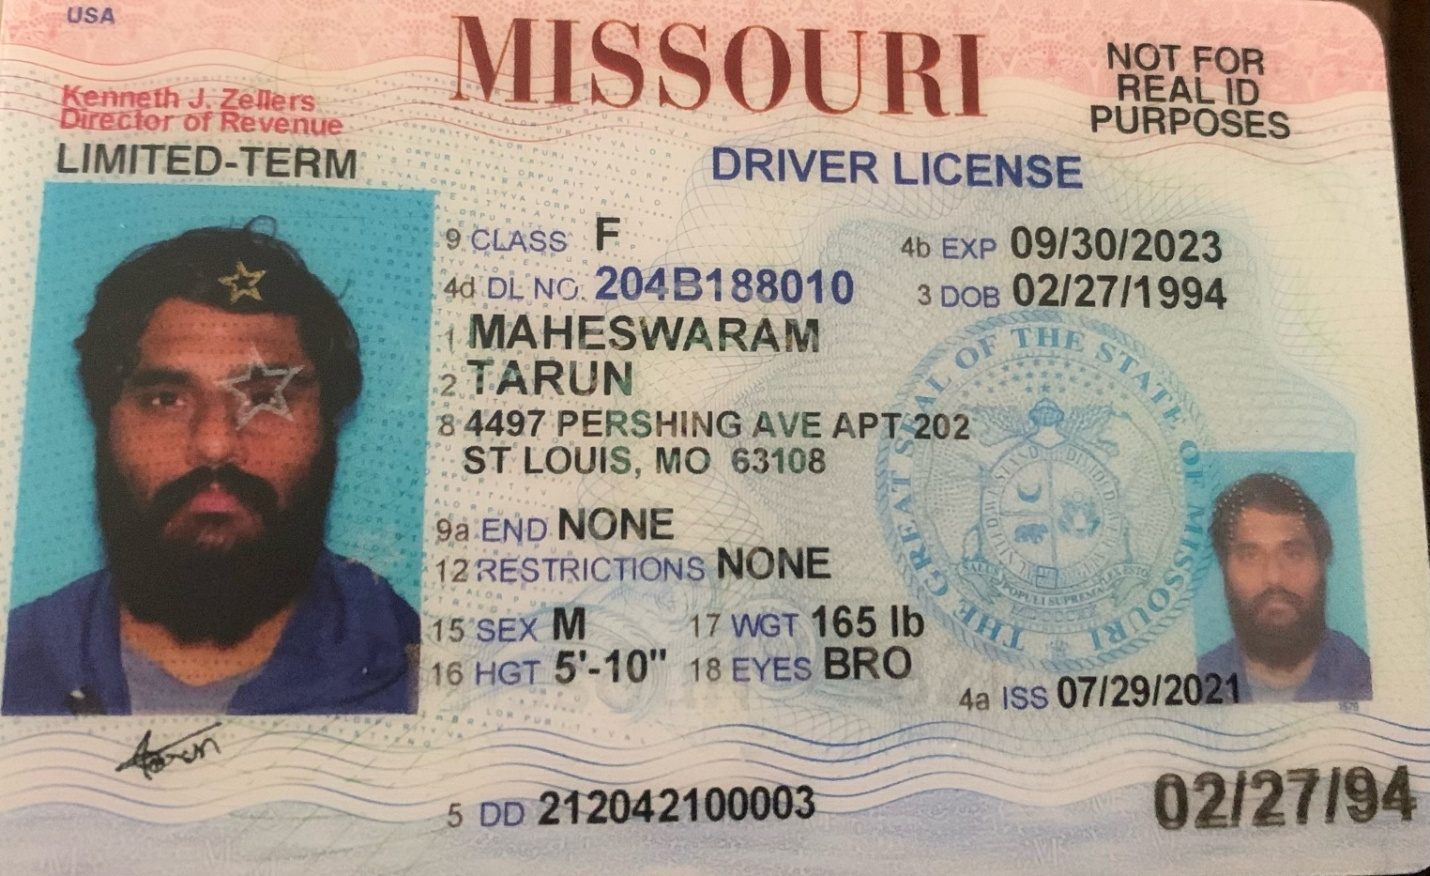 USA
MISSOURI
NOT FOR
REAL ID
PURPOSES
Kenneth J. Zellers
Director of Revenue
LIMITED-TERM
DRIVER LICENSE
9 CLASS F
4b EXP 09/30/2023
4d DL NO. 204B188010
3 DOB 02/27/1994
1 MAHESWARAM
2 TARUN
8 4497 PERSHING AVE APT 202
ST LOUIS, MO 63108
THE GREAT SEAL OF THE STATE OF MISSOURI
9a END NONE
12 RESTRICTIONS NONE
15 SEX M
17 WGT 165 lb
16 HGT 5'-10"
18 EYES BRO
4a ISS 07/29/2021
Tarun
5 DD 212042100003
02/27/94